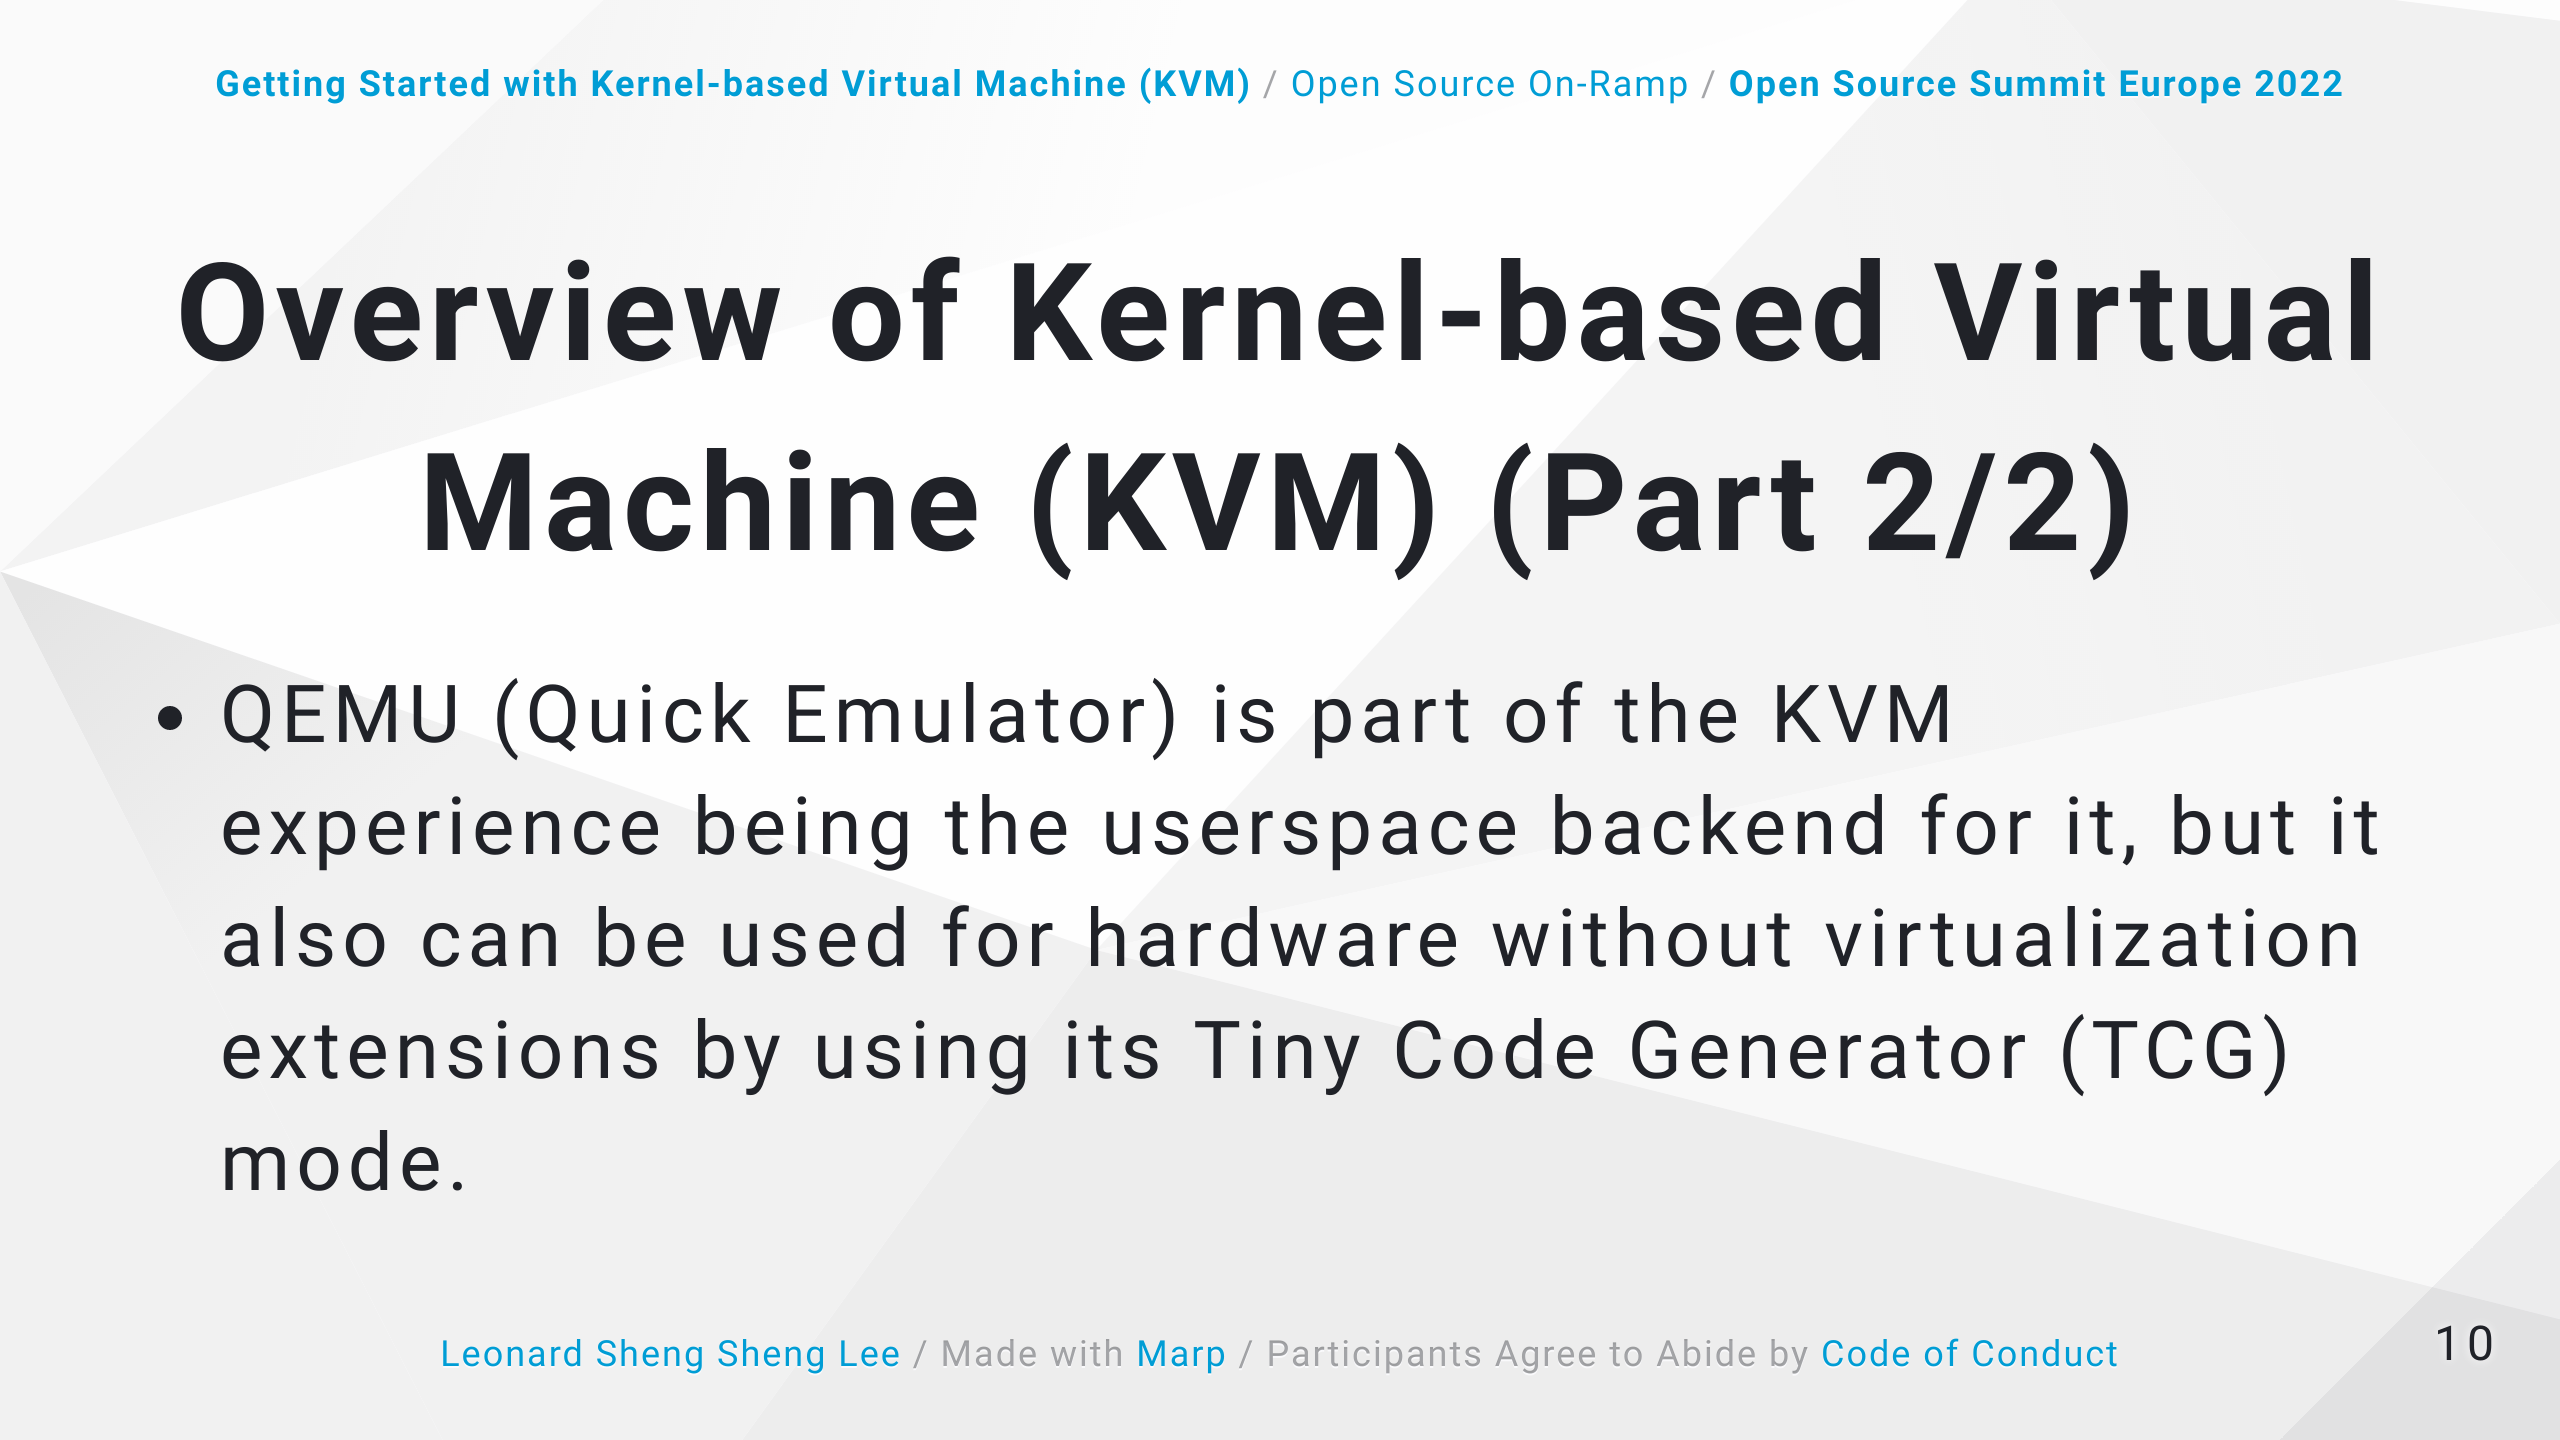 Getting Started with Kernel-based Virtual Machine (KVM) / Open Source On-Ramp / Open Source Summit Europe 2022
Overview of Kernel-based Virtual
Machine (KVM) (Part 2/2)
• QEMU (Quick Emulator) is part of the KVM
experience being the userspace backend for it, but it
also can be used for hardware without virtualization
extensions by using its Tiny Code Generator (TCG)
mode.
Leonard Sheng Sheng Lee / Made with Marp / Participants Agree to Abide by Code of Conduct
10